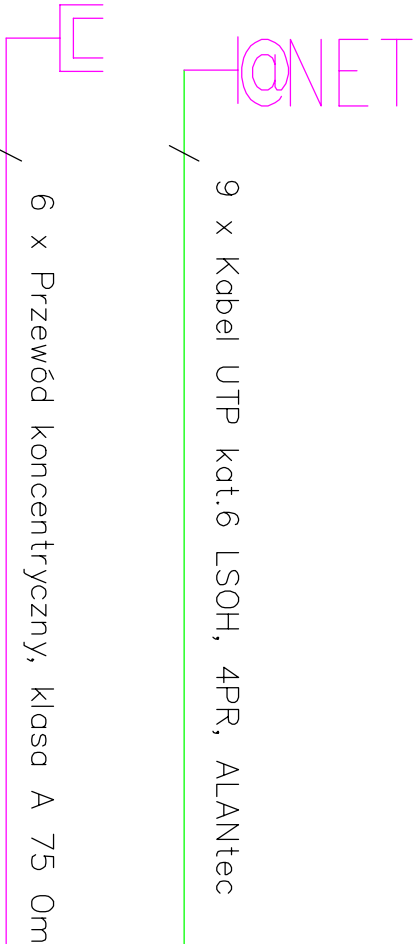 @NET
9 x Kabel UTP kat.6 LSOH, 4PR, ALANtec
6 x Przewód koncentryczny, klasa A 75 Om